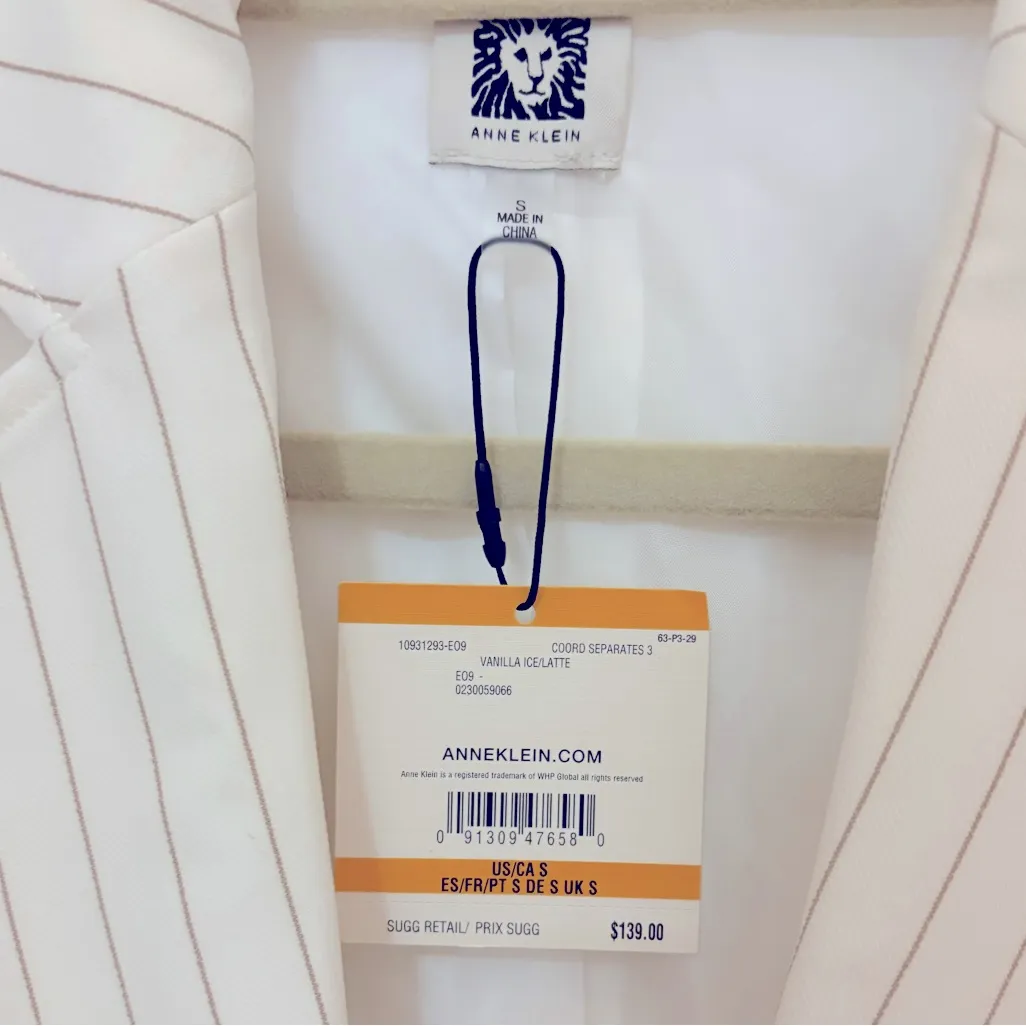 ANNE KLEIN
S
MADE IN
CHINA
63-P3-29
10931293-EO9 COORD SEPARATES 3
VANILLA ICE/LATTE
EO9 -
0230059066
ANNEKLEIN.COM
Anne Klein is a registered trademark of WHP Global all rights reserved
0 91309 47658 0
US/CA S
ES/FR/PT S DE S UK S
SUGG RETAIL/ PRIX SUGG $139.00